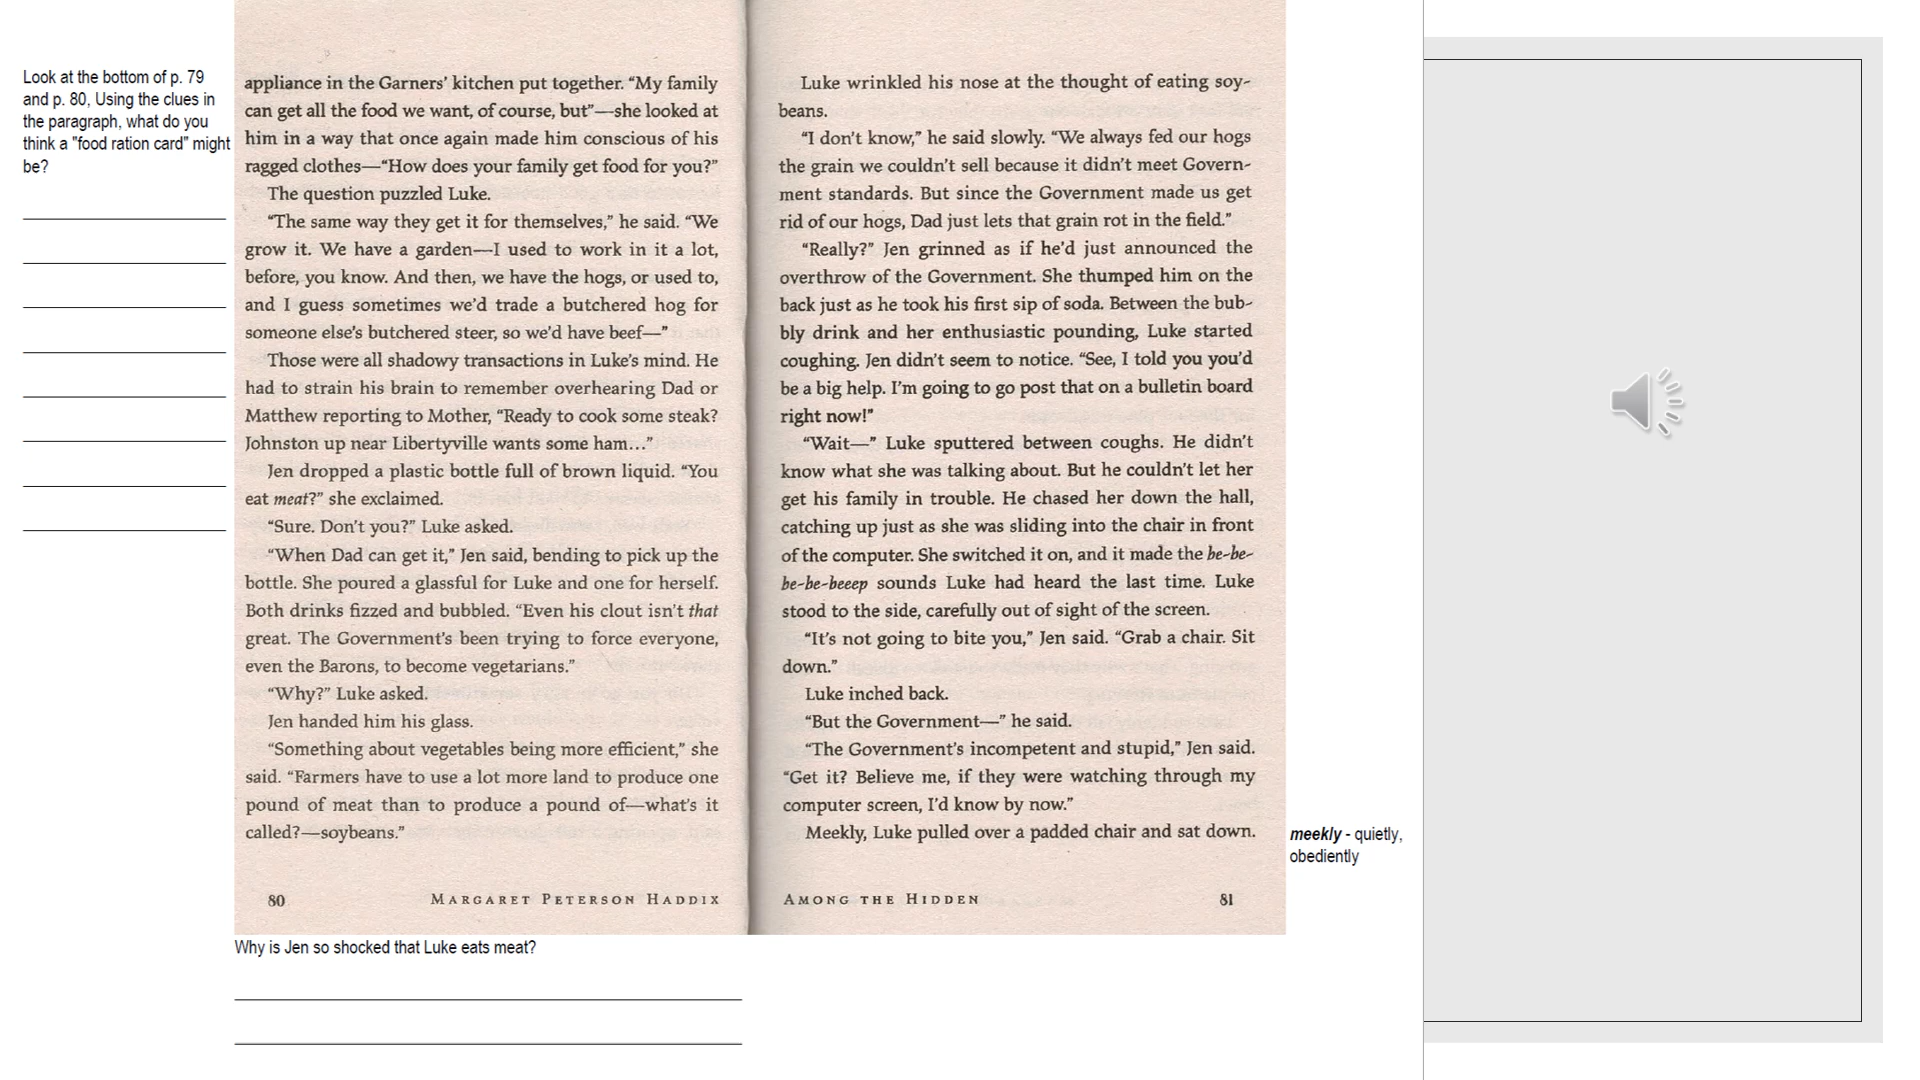 Look at the bottom of p. 79
and p. 80, Using the clues in
the paragraph, what do you
think a "food ration card" might
be?
appliance in the Garners' kitchen put together. “My family
can get all the food we want, of course, but”—she looked at
him in a way that once again made him conscious of his
ragged clothes—“How does your family get food for you?”
The question puzzled Luke.
“The same way they get it for themselves,” he said. “We
grow it. We have a garden—I used to work in it a lot,
before, you know. And then, we have the hogs, or used to,
and I guess sometimes we’d trade a butchered hog for
someone else’s butchered steer, so we’d have beef—”
Those were all shadowy transactions in Luke’s mind. He
had to strain his brain to remember overhearing Dad or
Matthew reporting to Mother, “Ready to cook some steak?
Johnston up near Libertyville wants some ham...”
Jen dropped a plastic bottle full of brown liquid. “You
eat meat?” she exclaimed.
“Sure. Don’t you?” Luke asked.
“When Dad can get it,” Jen said, bending to pick up the
bottle. She poured a glassful for Luke and one for herself.
Both drinks fizzed and bubbled. “Even his clout isn’t that
great. The Government’s been trying to force everyone,
even the Barons, to become vegetarians.”
“Why?” Luke asked.
Jen handed him his glass.
“Something about vegetables being more efficient,” she
said. “Farmers have to use a lot more land to produce one
pound of meat than to produce a pound of—what’s it
called?—soybeans.”
80 MARGARET PETERSON HADDIX
Luke wrinkled his nose at the thought of eating soy-
beans.
“I don’t know,” he said slowly. “We always fed our hogs
the grain we couldn’t sell because it didn’t meet Govern-
ment standards. But since the Government made us get
rid of our hogs, Dad just lets that grain rot in the field.”
“Really?” Jen grinned as if he’d just announced the
overthrow of the Government. She thumped him on the
back just as he took his first sip of soda. Between the bub-
bly drink and her enthusiastic pounding, Luke started
coughing. Jen didn’t seem to notice. “See, I told you you’d
be a big help. I’m going to go post that on a bulletin board
right now!”
“Wait—” Luke sputtered between coughs. He didn’t
know what she was talking about. But he couldn’t let her
get his family in trouble. He chased her down the hall,
catching up just as she was sliding into the chair in front
of the computer. She switched it on, and it made the be-be-
be-be-beeep sounds Luke had heard the last time. Luke
stood to the side, carefully out of sight of the screen.
“It’s not going to bite you,” Jen said. “Grab a chair. Sit
down.”
Luke inched back.
“But the Government—” he said.
“The Government’s incompetent and stupid,” Jen said.
“Get it? Believe me, if they were watching through my
computer screen, I’d know by now.”
Meekly, Luke pulled over a padded chair and sat down.
AMONG THE HIDDEN 81
meekly - quietly,
obediently
Why is Jen so shocked that Luke eats meat?